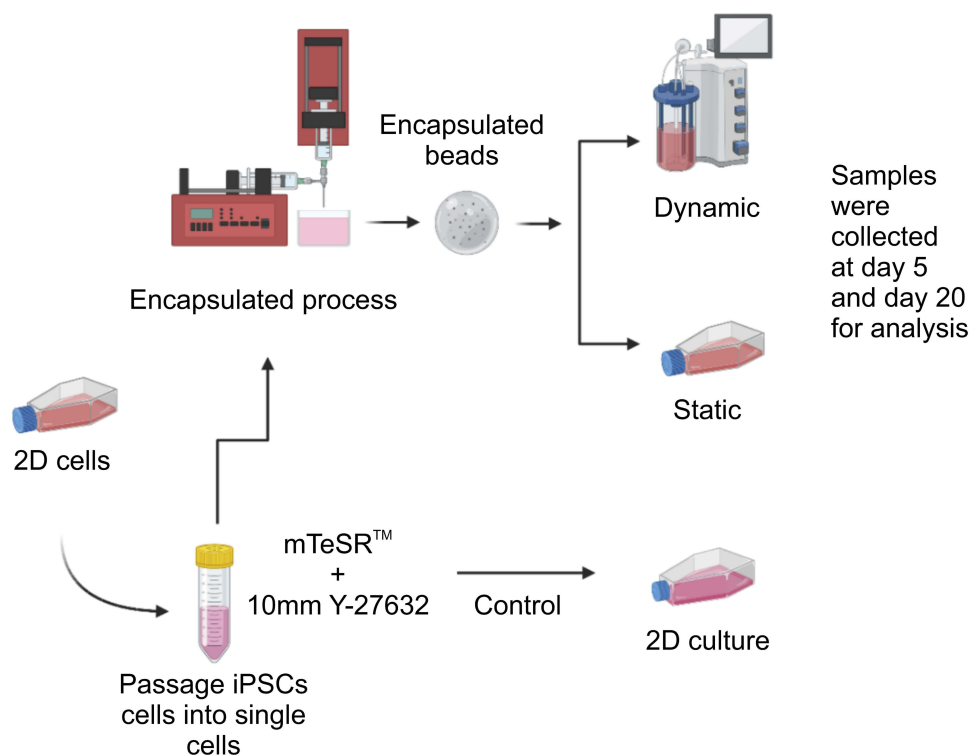 Encapsulated
beads
Dynamic
Samples
were
collected
at day 5
and day 20
for analysis
Encapsulated process
Static
2D cells
mTeSR™
+
10mm Y-27632
Control
2D culture
Passage iPSCs
cells into single
cells